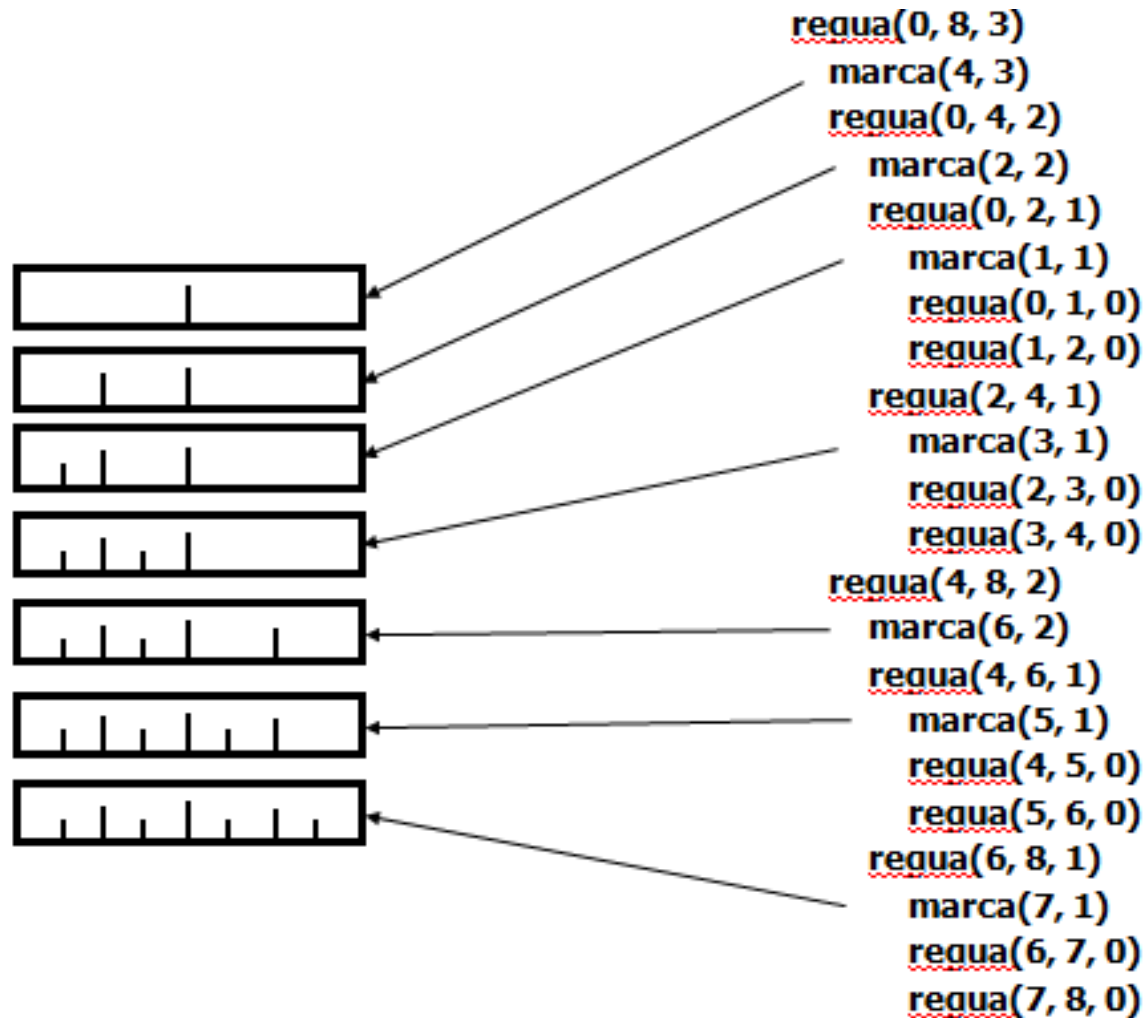 regua(0, 8, 3)
marca(4, 3)
regua(0, 4, 2)
marca(2, 2)
regua(0, 2, 1)
marca(1, 1)
regua(0, 1, 0)
regua(1, 2, 0)
regua(2, 4, 1)
marca(3, 1)
regua(2, 3, 0)
regua(3, 4, 0)
regua(4, 8, 2)
marca(6, 2)
regua(4, 6, 1)
marca(5, 1)
regua(4, 5, 0)
regua(5, 6, 0)
regua(6, 8, 1)
marca(7, 1)
regua(6, 7, 0)
regua(7, 8, 0)